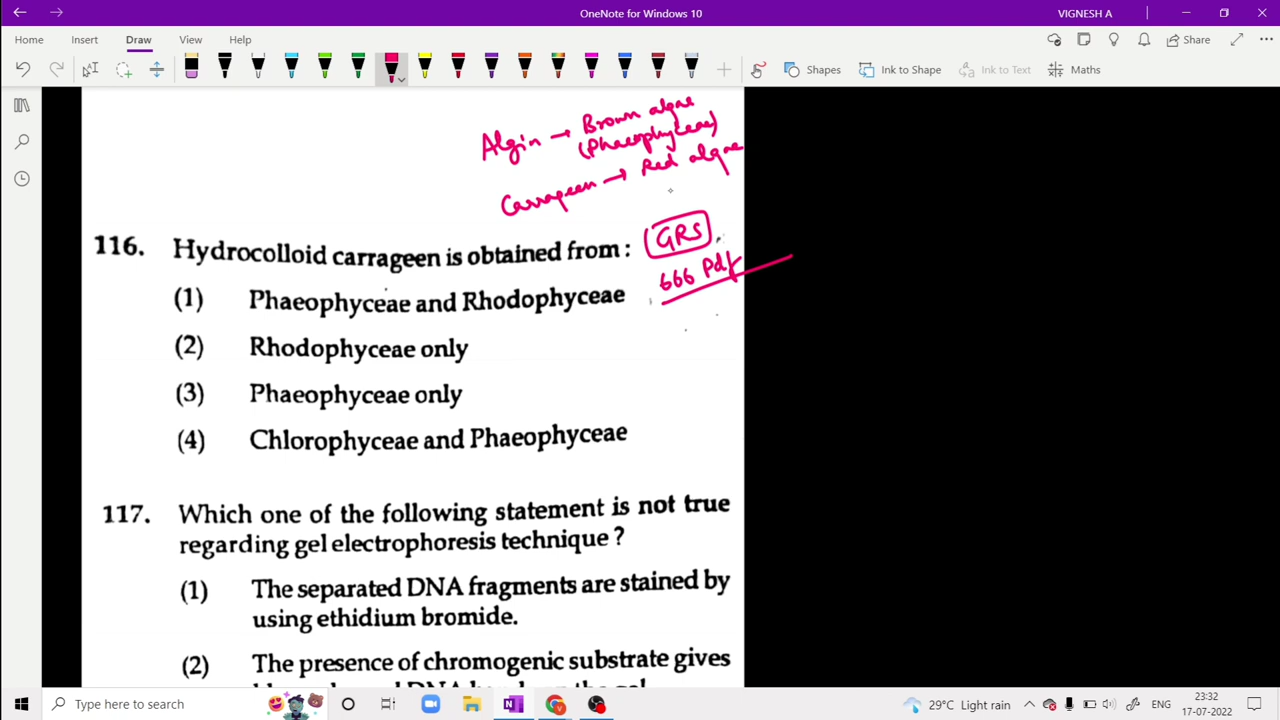 OneNote for Windows 10
VIGNESH A
Home Insert Draw View Help
Share
Shapes
Ink to Shape
Ink to Text
Maths
Algin → Brown algae
(Phaeophyceae)
Carrageen → Red algae
116. Hydrocolloid carrageen is obtained from :
GRS
666 Pdf
(1) Phaeophyceae and Rhodophyceae
(2) Rhodophyceae only
(3) Phaeophyceae only
(4) Chlorophyceae and Phaeophyceae
117. Which one of the following statement is not true
regarding gel electrophoresis technique ?
(1) The separated DNA fragments are stained by
using ethidium bromide.
(2) The presence of chromogenic substrate gives
Type here to search
29°C Light rain
ENG
23:32
17-07-2022